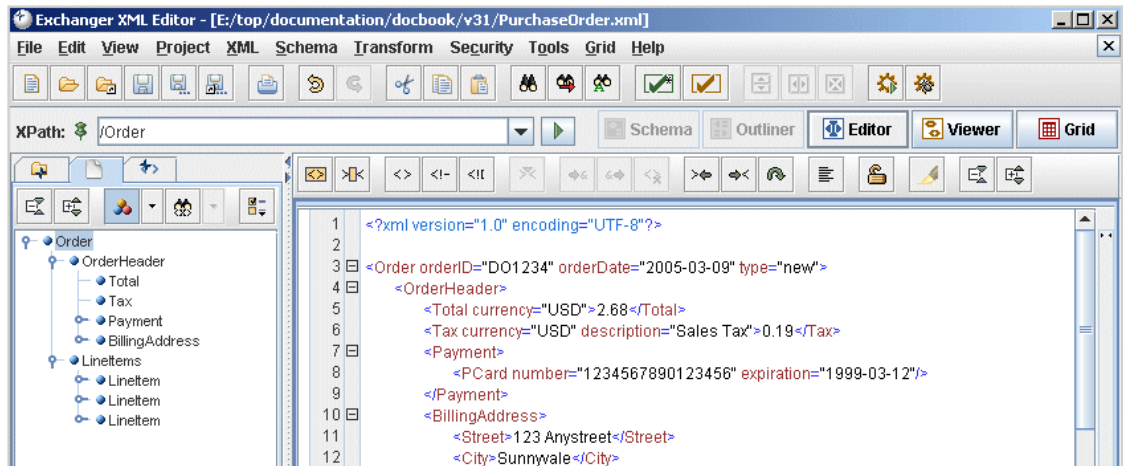 Exchanger XML Editor - [E:/top/documentation/docbook/v31/PurchaseOrder.xml]
File Edit View Project XML Schema Transform Security Tools Grid Help
XPath: /Order Schema Outliner Editor Viewer Grid
<> <!- <![
Order
OrderHeader
Total
Tax
Payment
BillingAddress
LineItems
LineItem
LineItem
LineItem
1 <?xml version="1.0" encoding="UTF-8"?>
2
3 <Order orderID="DO1234" orderDate="2005-03-09" type="new">
4 <OrderHeader>
5 <Total currency="USD">2.68</Total>
6 <Tax currency="USD" description="Sales Tax">0.19</Tax>
7 <Payment>
8 <PCard number="1234567890123456" expiration="1999-03-12"/>
9 </Payment>
10 <BillingAddress>
11 <Street>123 Anystreet</Street>
12 <City>Sunnyvale</City>